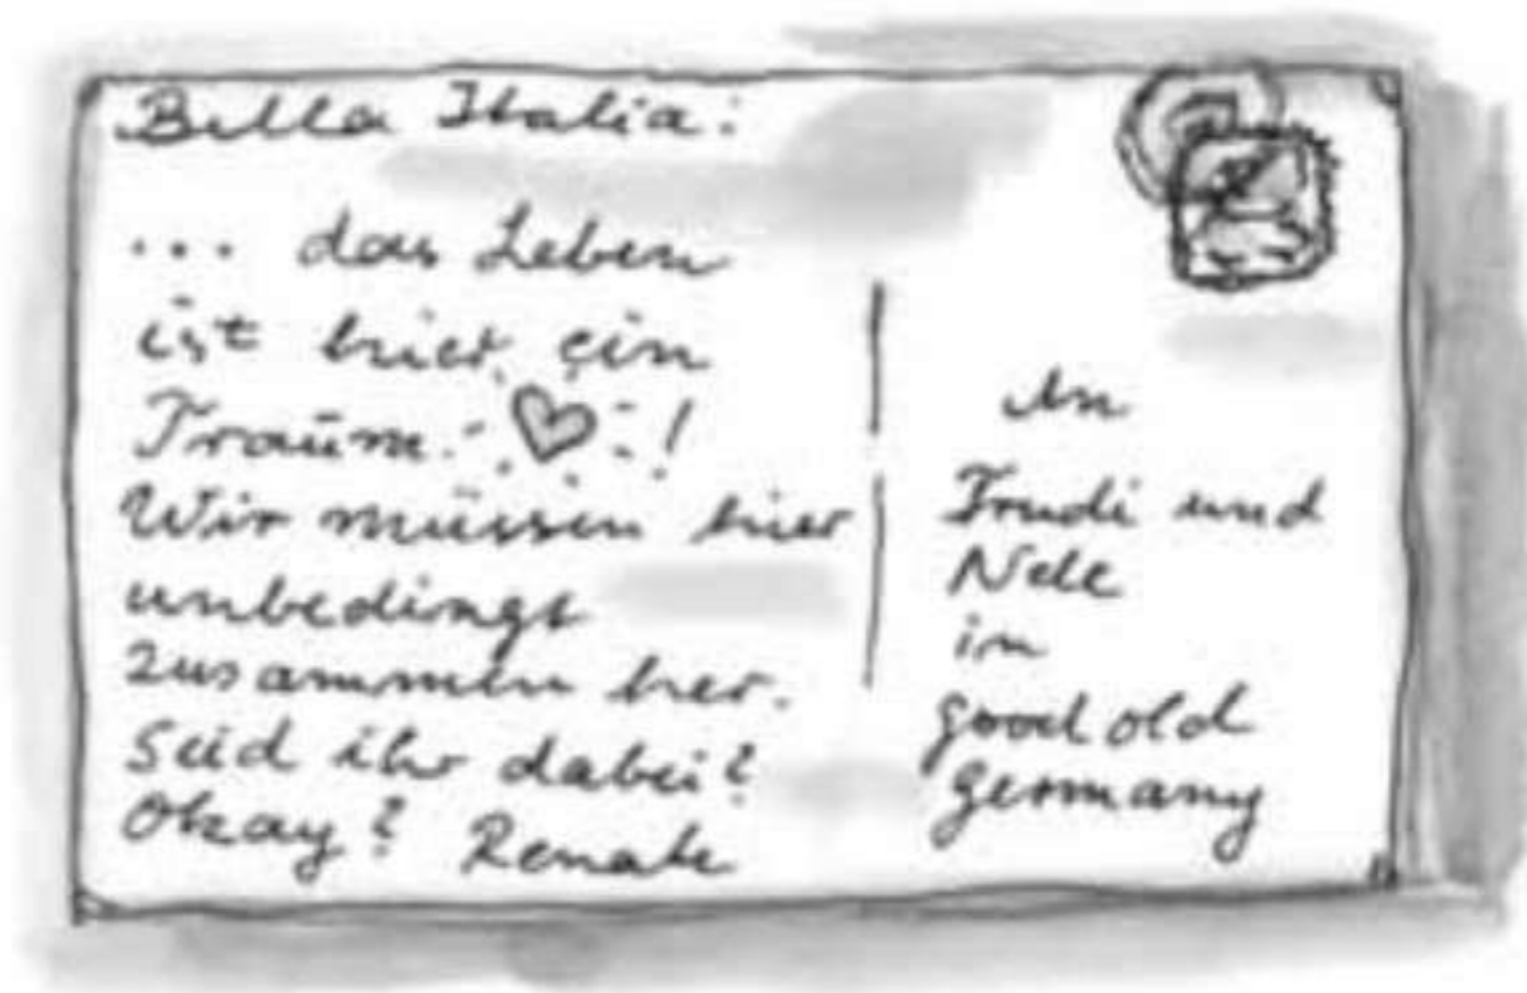 Bella Italia:
... das Leben
ist hier ein
Traum ♥!
Wir müssen hier
unbedingt
zusammen her.
Seid ihr dabei?
Okay? Renate
An
Trudi und
Nele
in
good old
Germany